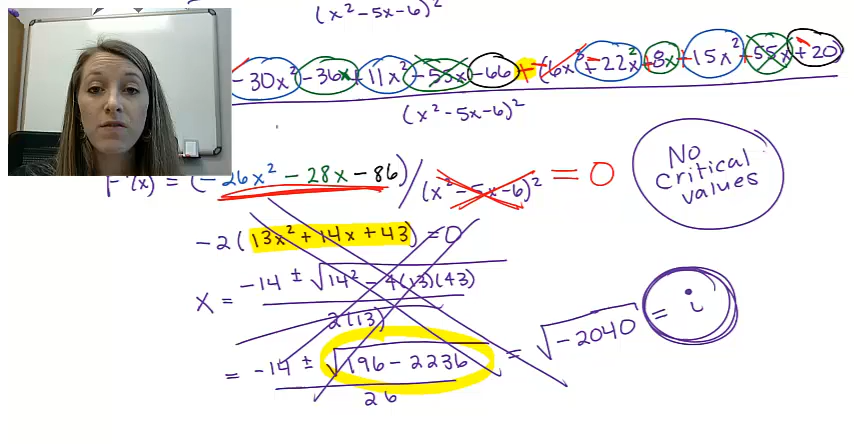 (x² - 5x - 6)²
- 30x² - 36x + 11x² - 55x - 66 + - (6x³ + -22x² + 8x + 15x² + 55x + 20)
(x² - 5x - 6)²
F'(x) = (-26x² - 28x - 86) / (x² - 5x - 6)² = 0
No
critical
values
-2(13x² + 14x + 43) = 0
x = -14 ± √14² - 4(13)(43)
2(13)
= -14 ± √196 - 2236 = √-2040 = i
26